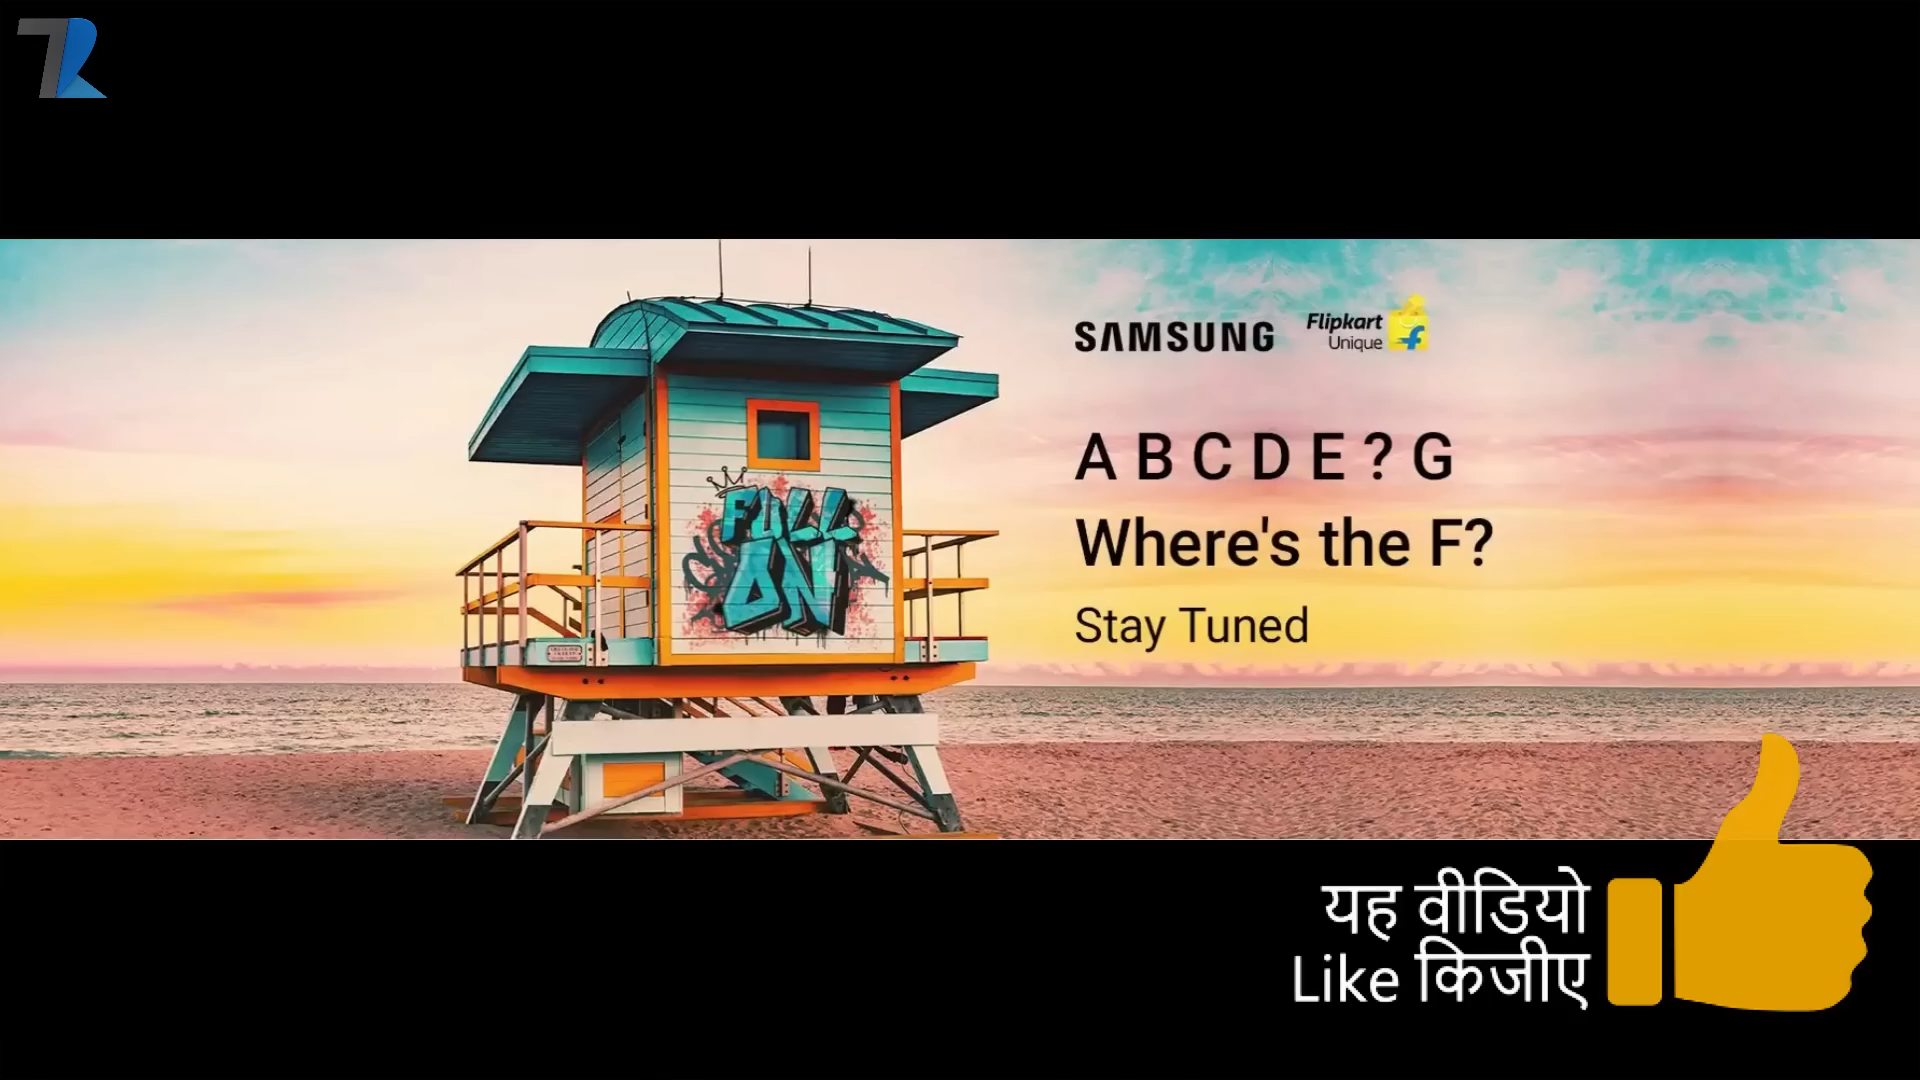 SAMSUNG
Flipkart
Unique
A B C D E ? G
Where's the F?
Stay Tuned
FULL
ON
यह वीडियो
Like किजीए